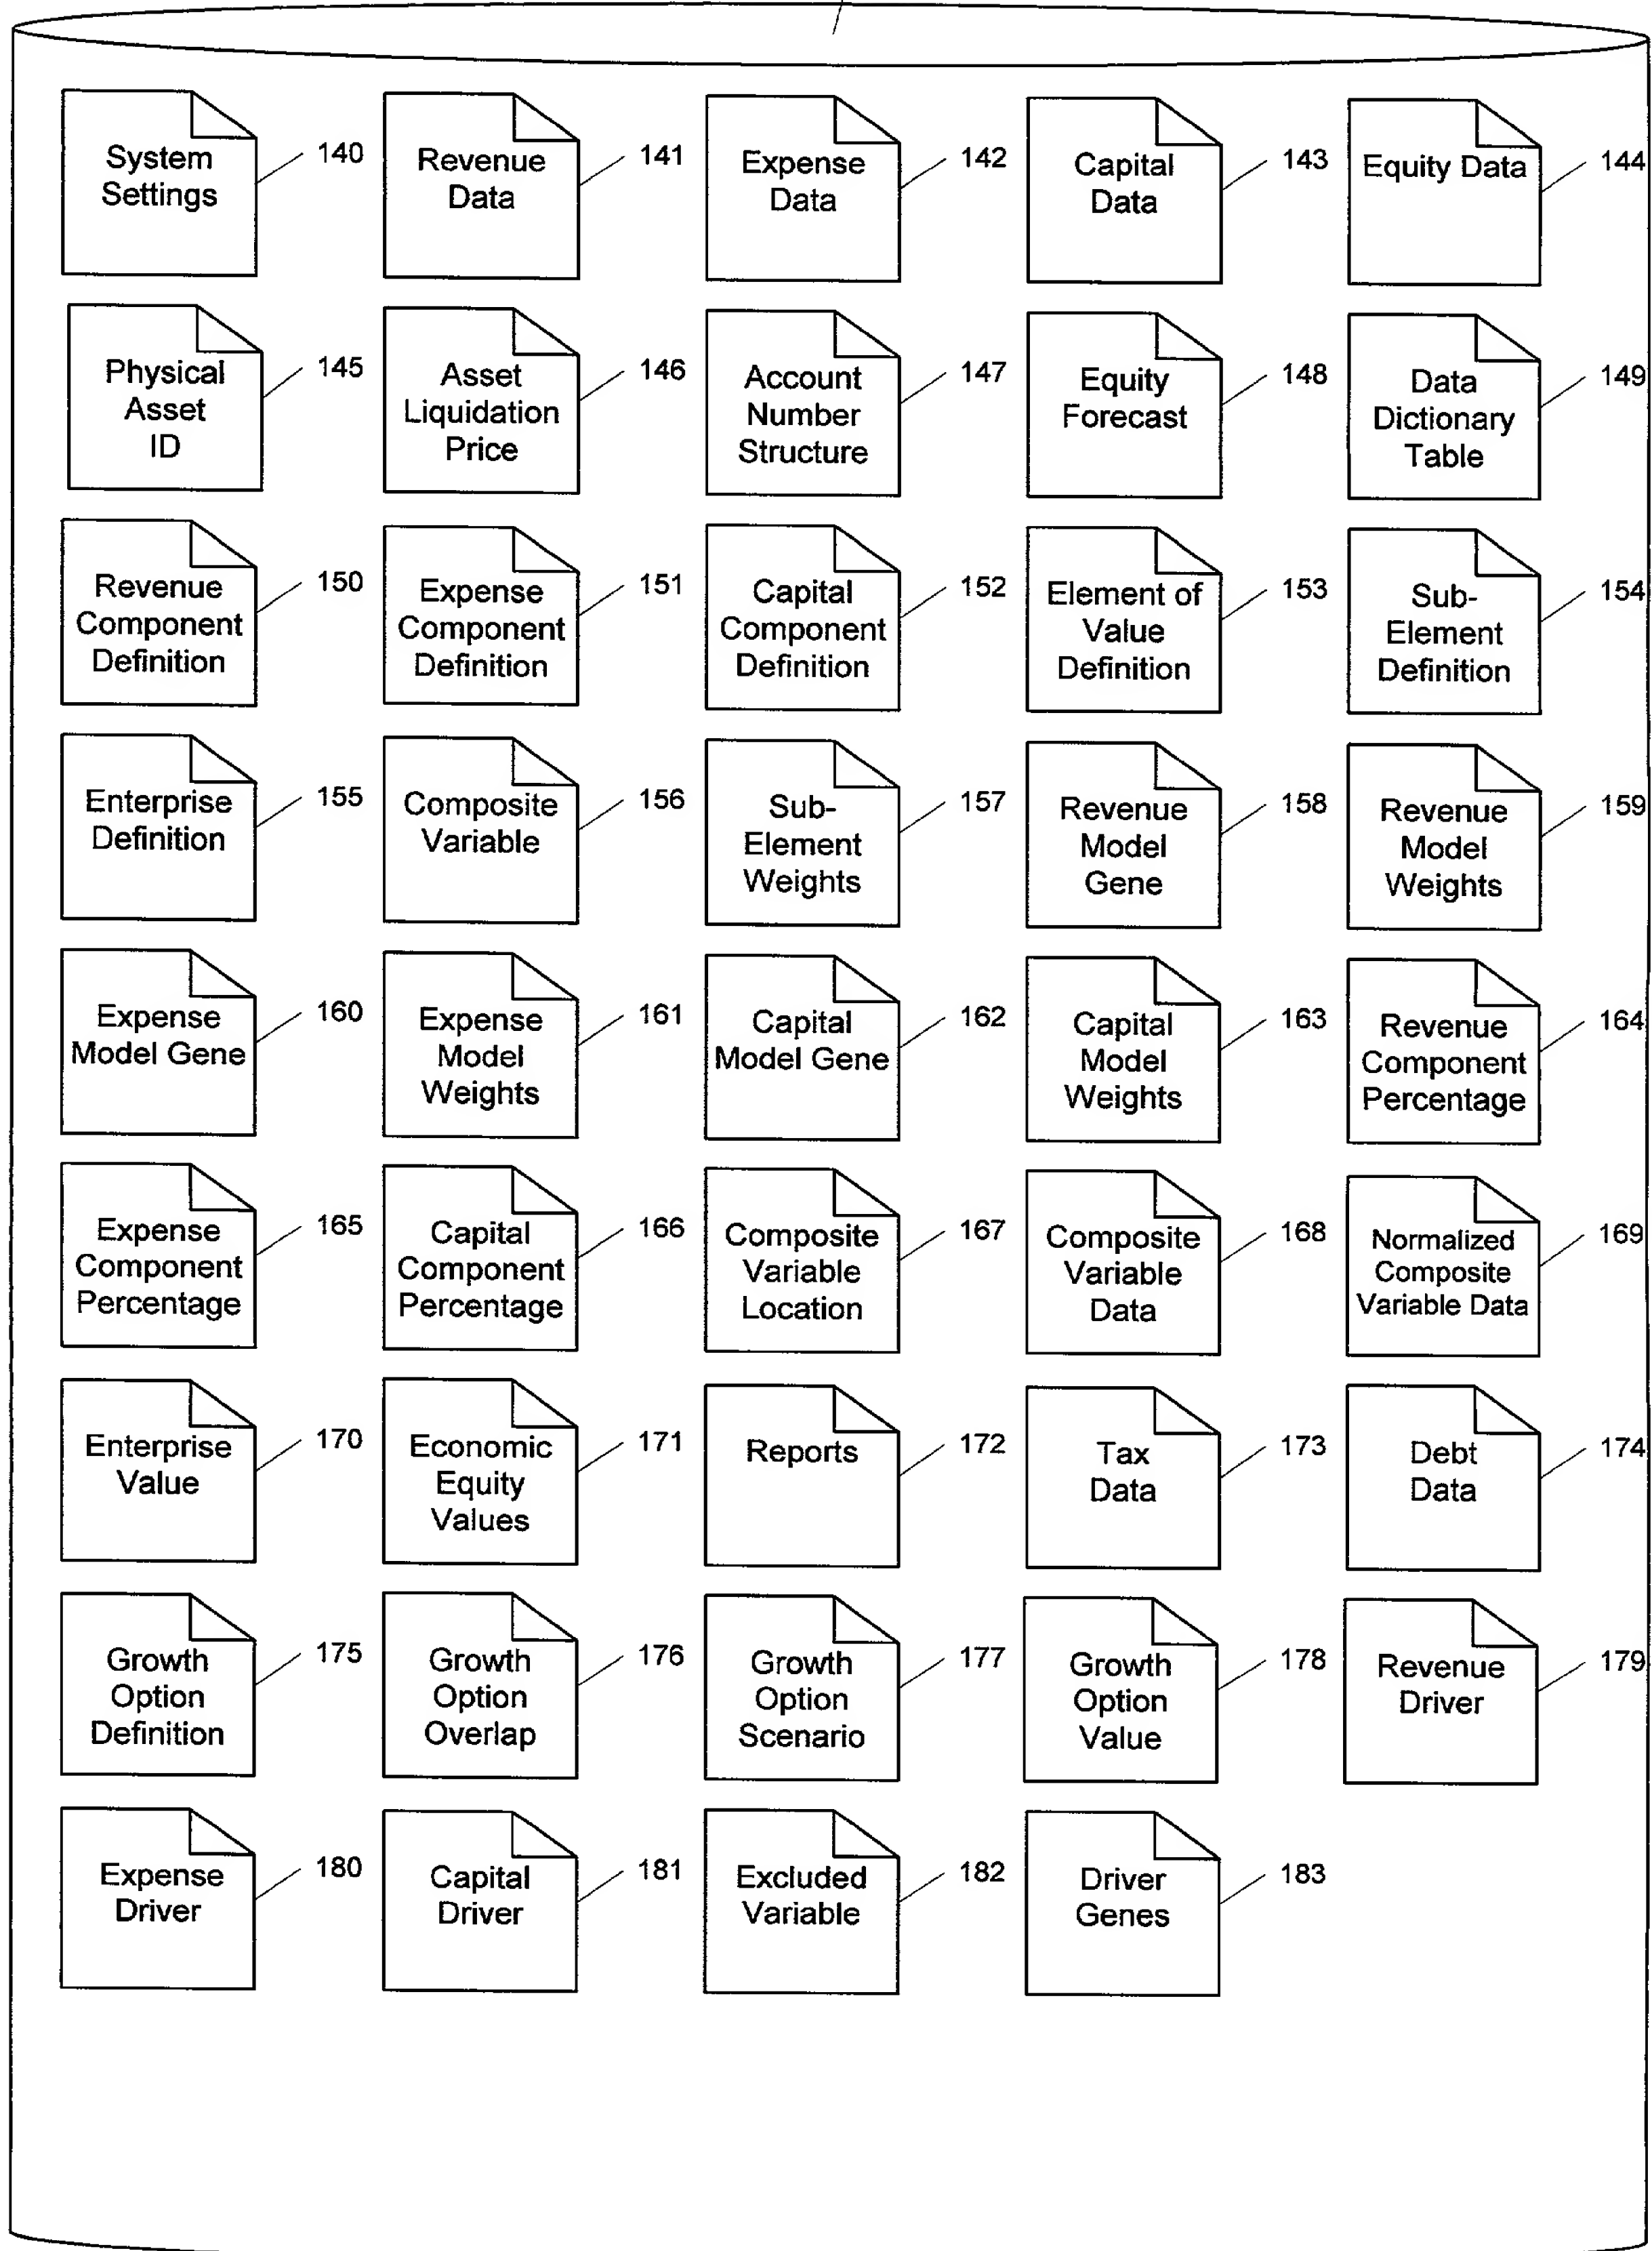 System
Settings
140
Revenue
Data
141
Expense
Data
142
Capital
Data
143
Equity Data
144
Physical
Asset
ID
145
Asset
Liquidation
Price
146
Account
Number
Structure
147
Equity
Forecast
148
Data
Dictionary
Table
149
Revenue
Component
Definition
150
Expense
Component
Definition
151
Capital
Component
Definition
152
Element of
Value
Definition
153
Sub-
Element
Definition
154
Enterprise
Definition
155
Composite
Variable
156
Sub-
Element
Weights
157
Revenue
Model
Gene
158
Revenue
Model
Weights
159
Expense
Model Gene
160
Expense
Model
Weights
161
Capital
Model Gene
162
Capital
Model
Weights
163
Revenue
Component
Percentage
164
Expense
Component
Percentage
165
Capital
Component
Percentage
166
Composite
Variable
Location
167
Composite
Variable
Data
168
Normalized
Composite
Variable Data
169
Enterprise
Value
170
Economic
Equity
Values
171
Reports
172
Tax
Data
173
Debt
Data
174
Growth
Option
Definition
175
Growth
Option
Overlap
176
Growth
Option
Scenario
177
Growth
Option
Value
178
Revenue
Driver
179
Expense
Driver
180
Capital
Driver
181
Excluded
Variable
182
Driver
Genes
183